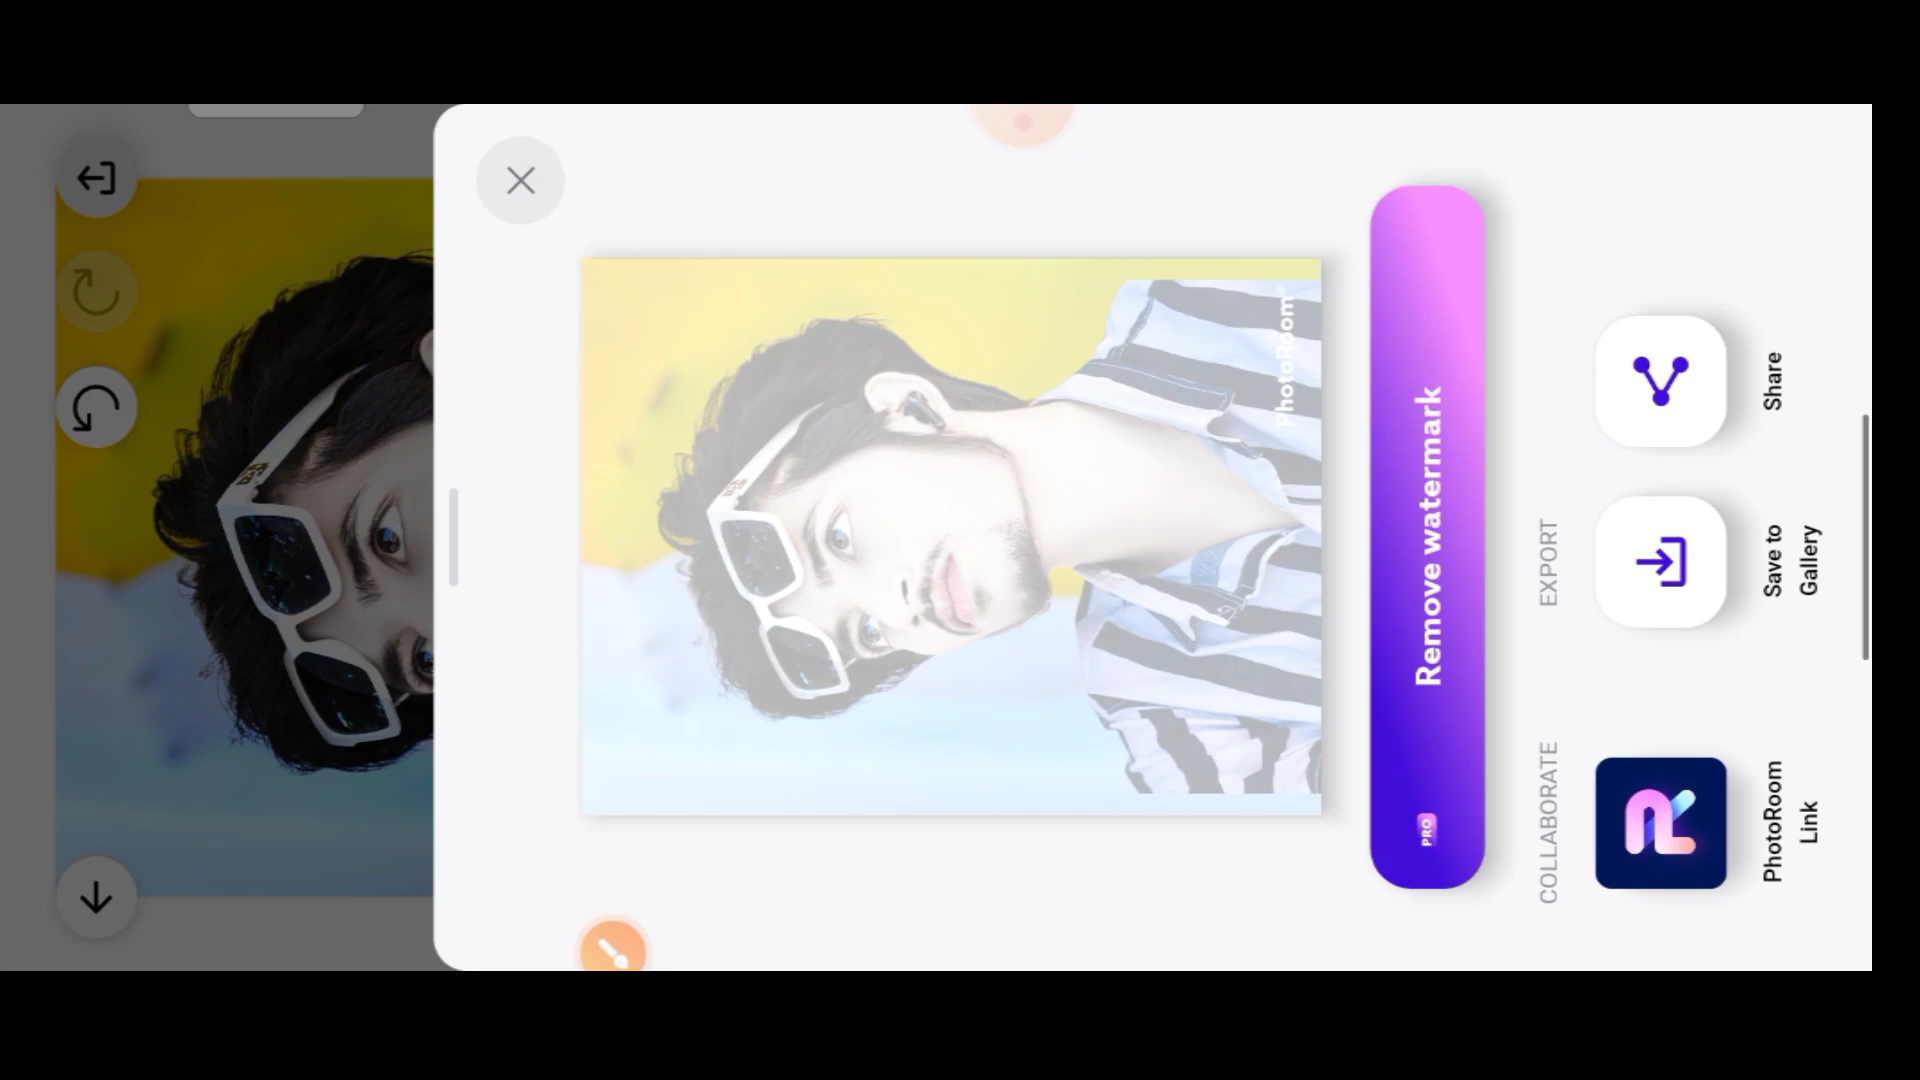 PhotoRoom
Remove watermark
PRO
COLLABORATE
EXPORT
PhotoRoom
Link
Save to
Gallery
Share